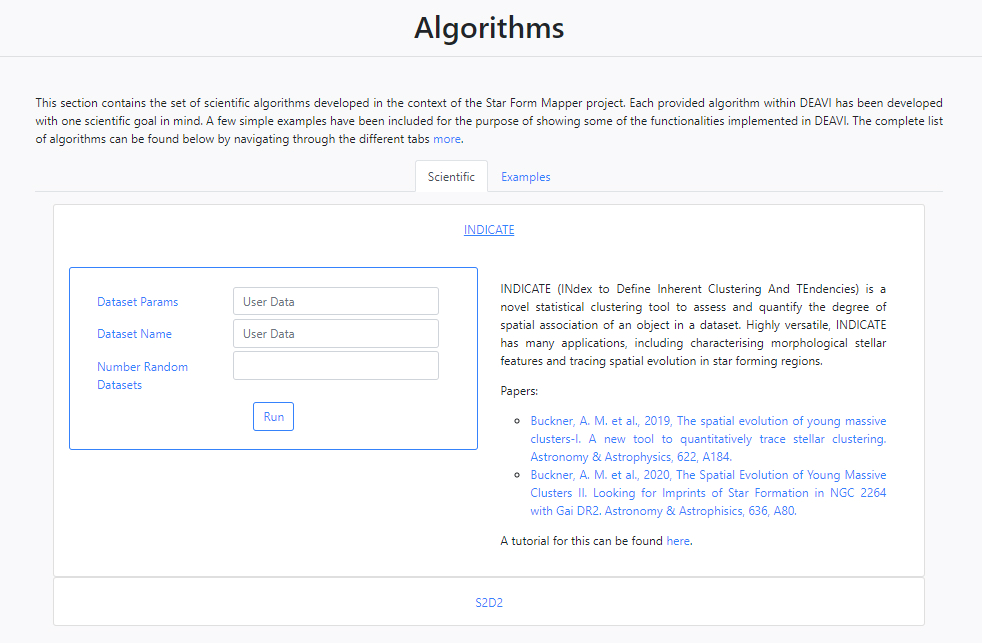 Algorithms
This section contains the set of scientific algorithms developed in the context of the Star Form Mapper project. Each provided algorithm within DEAVI has been developed
with one scientific goal in mind. A few simple examples have been included for the purpose of showing some of the functionalities implemented in DEAVI. The complete list
of algorithms can be found below by navigating through the different tabs more.
Scientific
Examples
INDICATE
Dataset Params
User Data
Dataset Name
User Data
Number Random
Datasets
Run
INDICATE (INdex to Define Inherent Clustering And TEndencies) is a
novel statistical clustering tool to assess and quantify the degree of
spatial association of an object in a dataset. Highly versatile, INDICATE
has many applications, including characterising morphological stellar
features and tracing spatial evolution in star forming regions.
Papers:
Buckner, A. M. et al., 2019, The spatial evolution of young massive
clusters-I. A new tool to quantitatively trace stellar clustering.
Astronomy & Astrophysics, 622, A184.
Buckner, A. M. et al., 2020, The Spatial Evolution of Young Massive
Clusters II. Looking for Imprints of Star Formation in NGC 2264
with Gai DR2. Astronomy & Astrophisics, 636, A80.
A tutorial for this can be found here.
S2D2